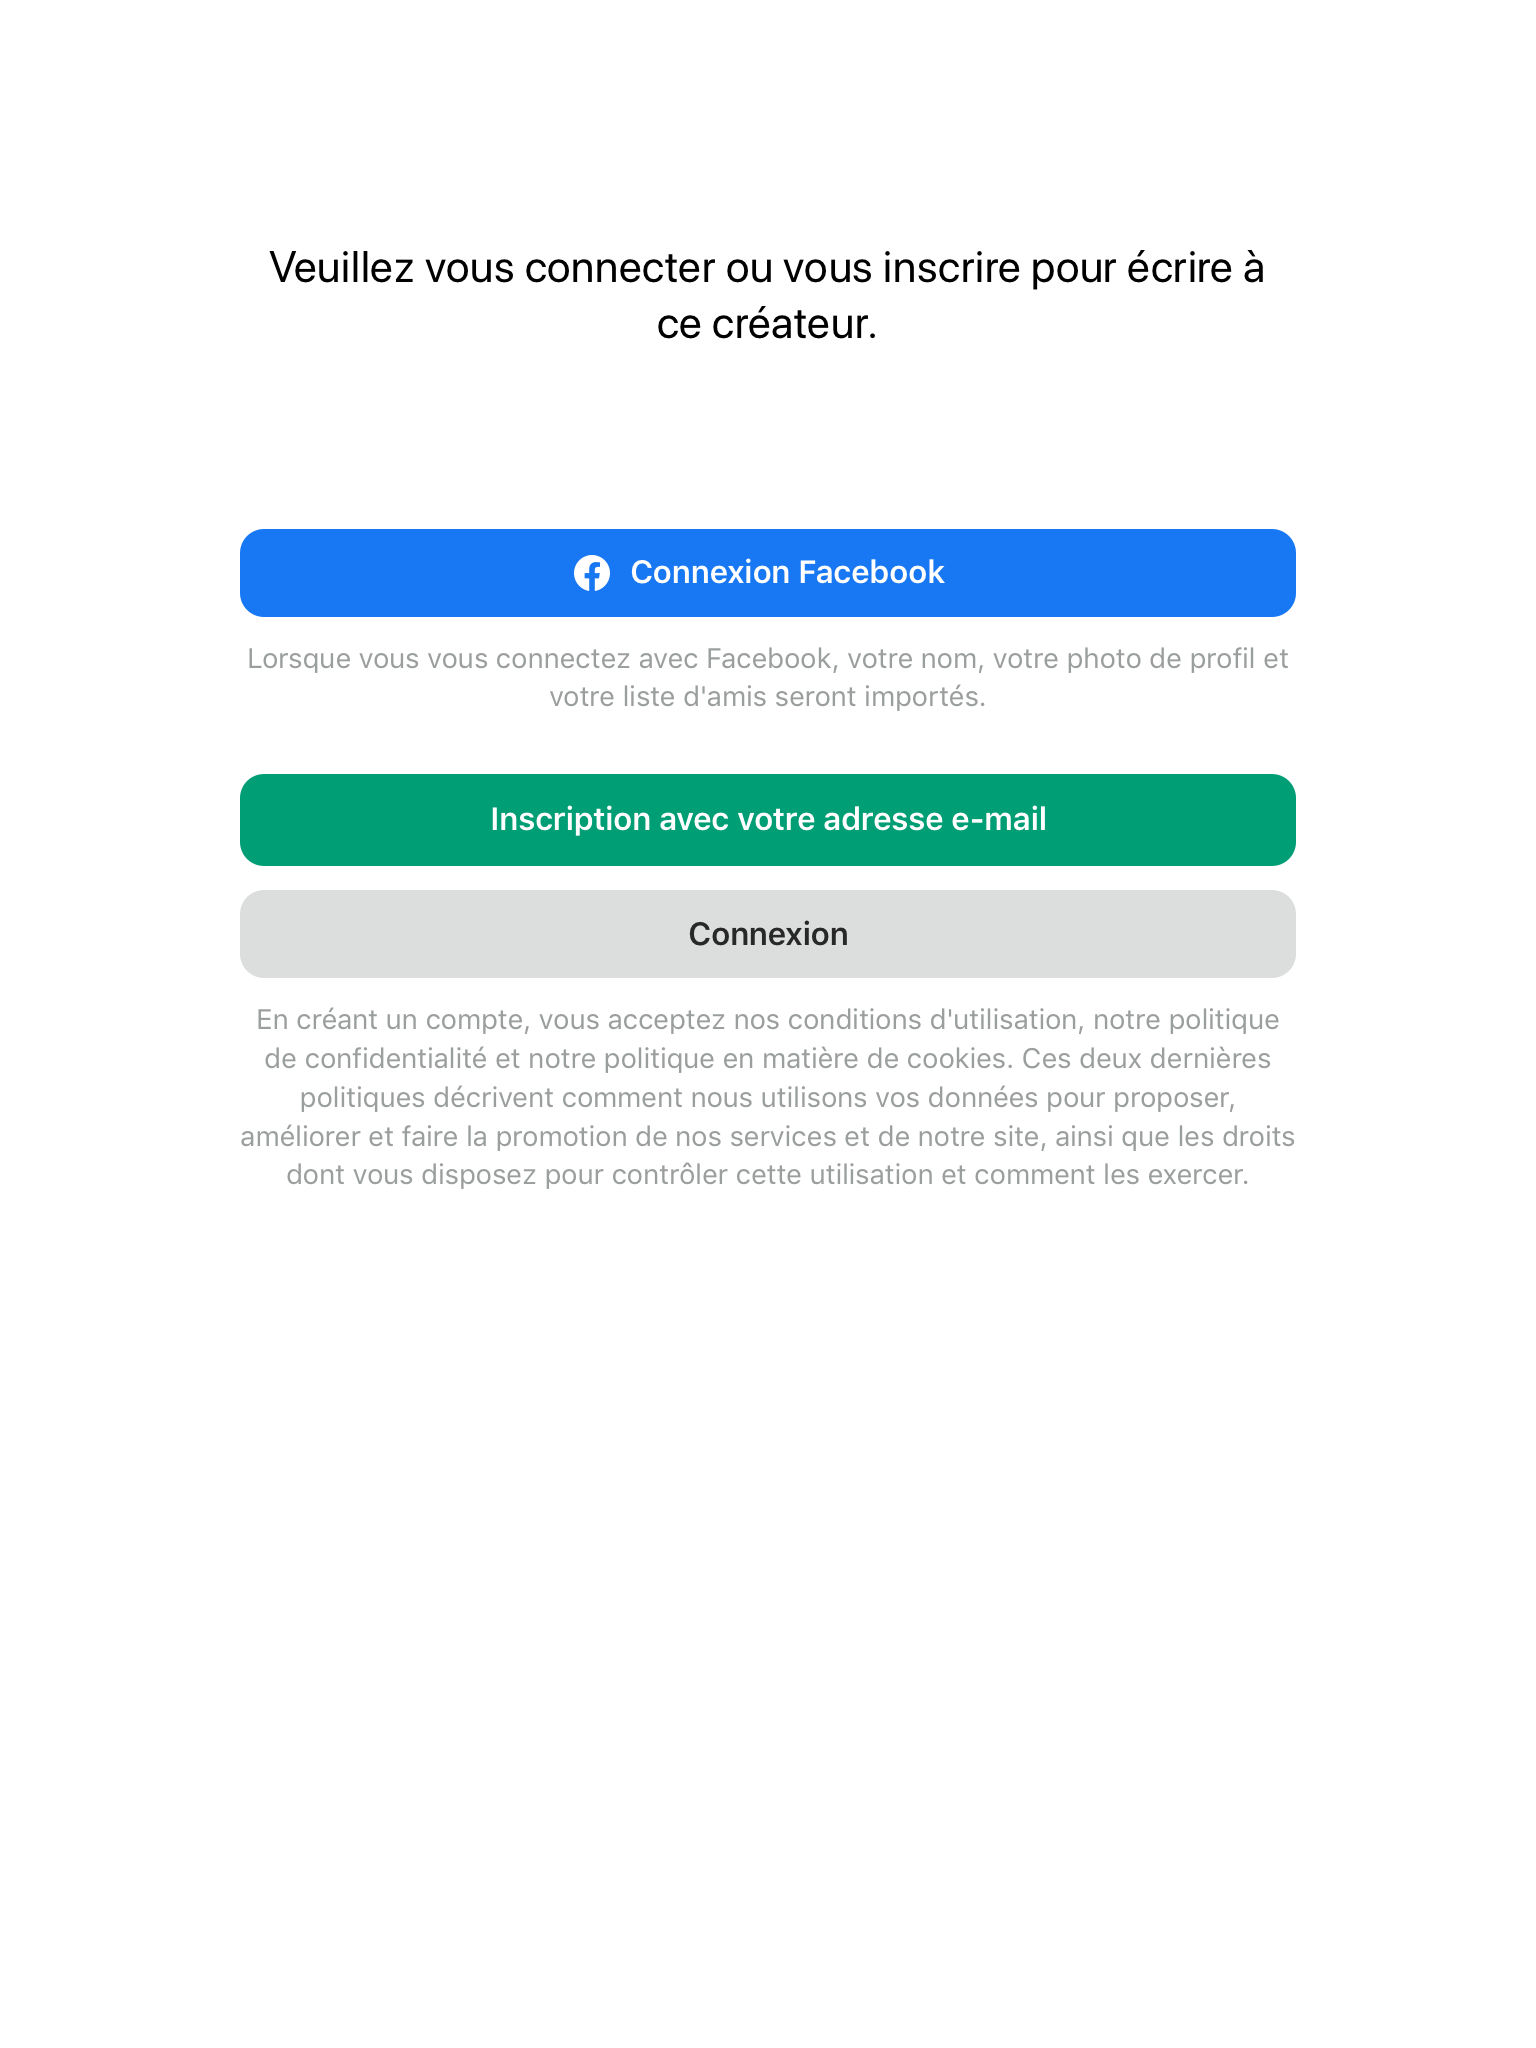 Veuillez vous connecter ou vous inscrire pour écrire à
ce créateur.
Connexion Facebook
Lorsque vous vous connectez avec Facebook, votre nom, votre photo de profil et
votre liste d'amis seront importés.
Inscription avec votre adresse e-mail
Connexion
En créant un compte, vous acceptez nos conditions d'utilisation, notre politique
de confidentialité et notre politique en matière de cookies. Ces deux dernières
politiques décrivent comment nous utilisons vos données pour proposer,
améliorer et faire la promotion de nos services et de notre site, ainsi que les droits
dont vous disposez pour contrôler cette utilisation et comment les exercer.